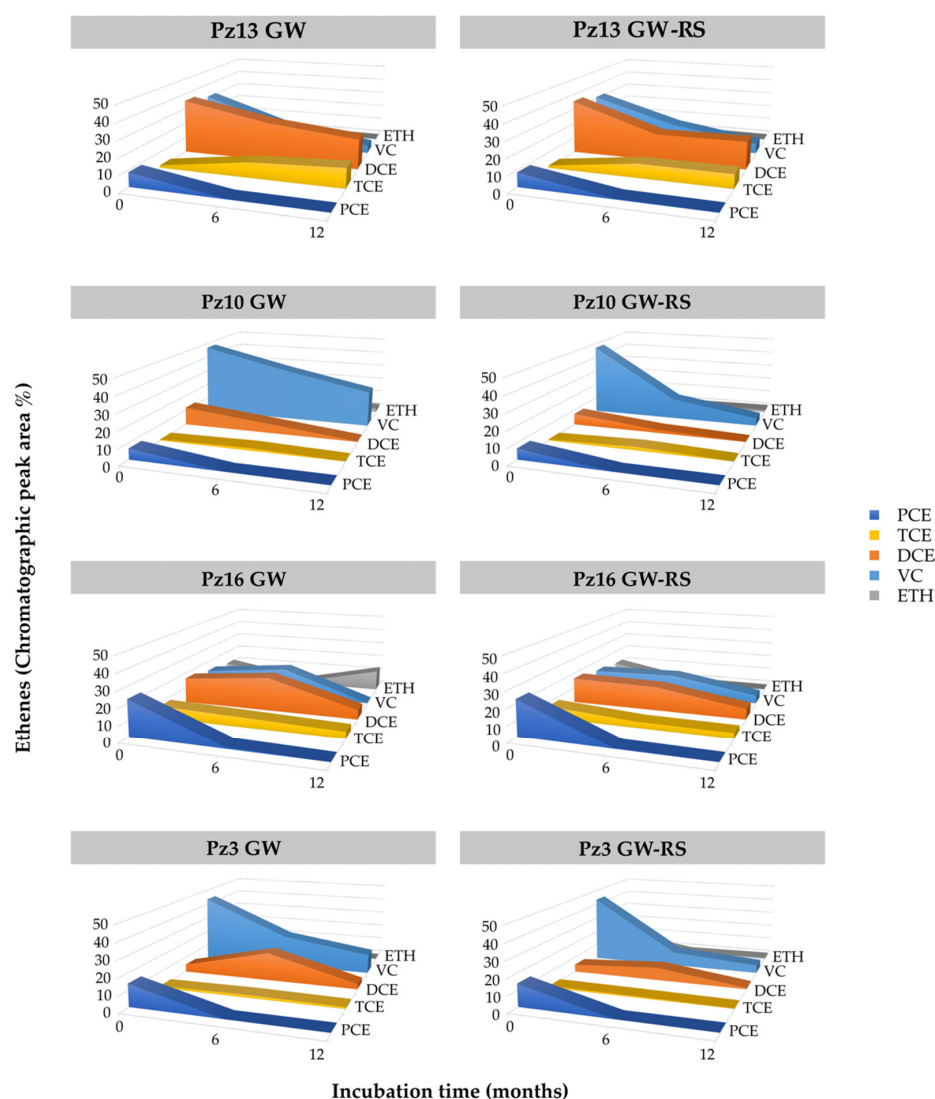 Pz13 GW
Pz13 GW-RS
50
40
30
20
10
0
0
6
12
ETH
VC
DCE
TCE
PCE
50
40
30
20
10
0
0
6
12
ETH
VC
DCE
TCE
PCE
Pz10 GW
Pz10 GW-RS
50
40
30
20
10
0
0
6
12
ETH
VC
DCE
TCE
PCE
50
40
30
20
10
0
0
6
12
ETH
VC
DCE
TCE
PCE
Ethenes (Chromatographic peak area %)
PCE
TCE
DCE
VC
ETH
Pz16 GW
Pz16 GW-RS
50
40
30
20
10
0
0
6
12
ETH
VC
DCE
TCE
PCE
50
40
30
20
10
0
0
6
12
ETH
VC
DCE
TCE
PCE
Pz3 GW
Pz3 GW-RS
50
40
30
20
10
0
0
6
12
ETH
VC
DCE
TCE
PCE
50
40
30
20
10
0
0
6
12
ETH
VC
DCE
TCE
PCE
Incubation time (months)